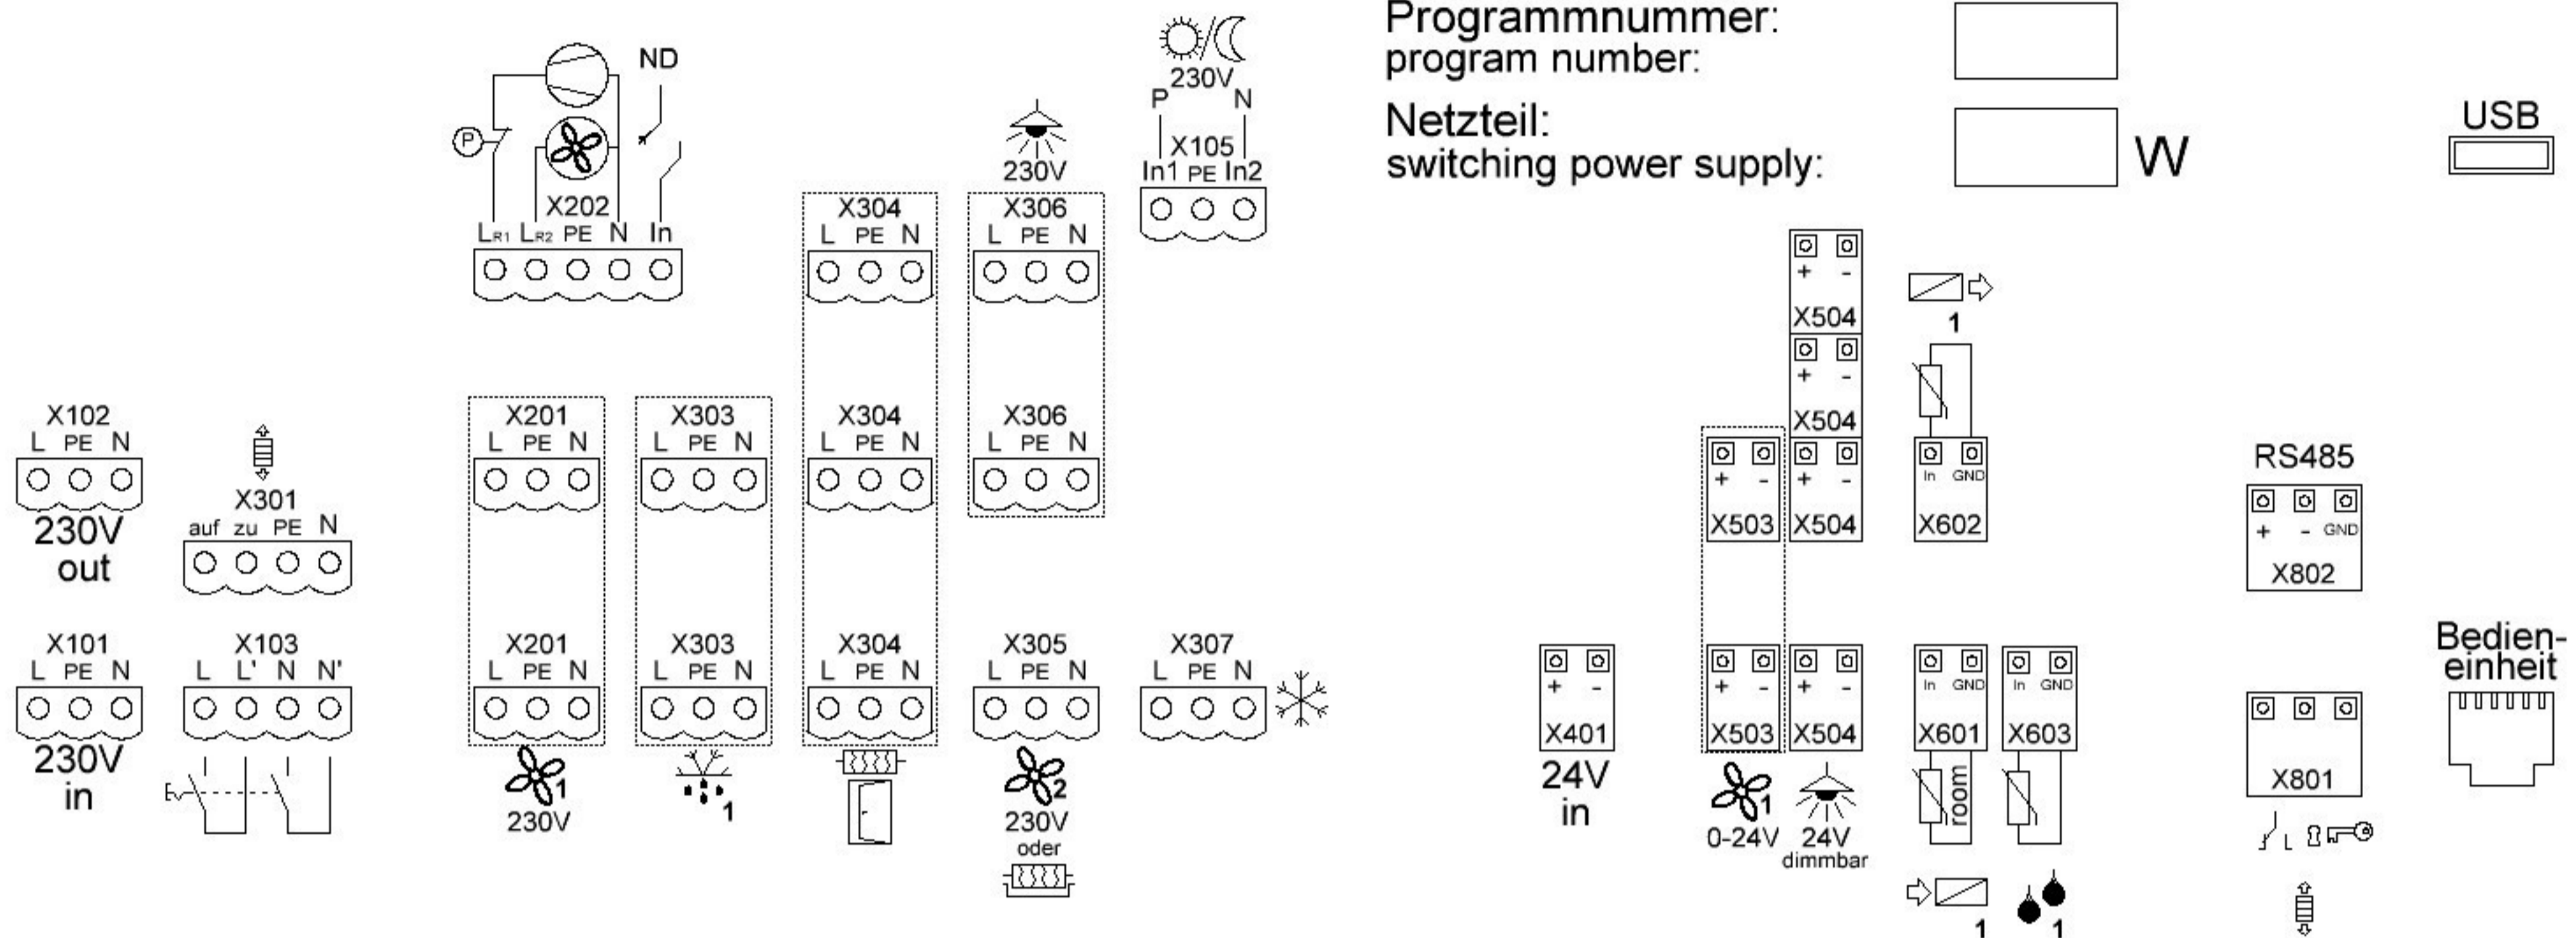 Programmnummer:
program number:
Netzteil:
switching power supply:
W
USB
ND
P
X202
LR1 LR2 PE N In
230V
230V
P N
X105
In1 PE In2
X304
L PE N
X306
L PE N
X102
L PE N
230V
out
X301
auf zu PE N
X201
L PE N
X303
L PE N
X304
L PE N
X306
L PE N
X101
L PE N
230V
in
X103
L L' N N'
X201
L PE N
1
230V
X303
L PE N
1
X304
L PE N
X305
L PE N
2
230V
oder
X307
L PE N
+ -
X504
+ -
X504
+ -
X503
+ -
X504
1
In GND
X602
RS485
+ - GND
X802
+ -
X401
24V
in
+ -
X503
1
0-24V
+ -
X504
24V
dimmbar
In GND
X601
room
1
In GND
X603
1
X801
L
Bedien-
einheit